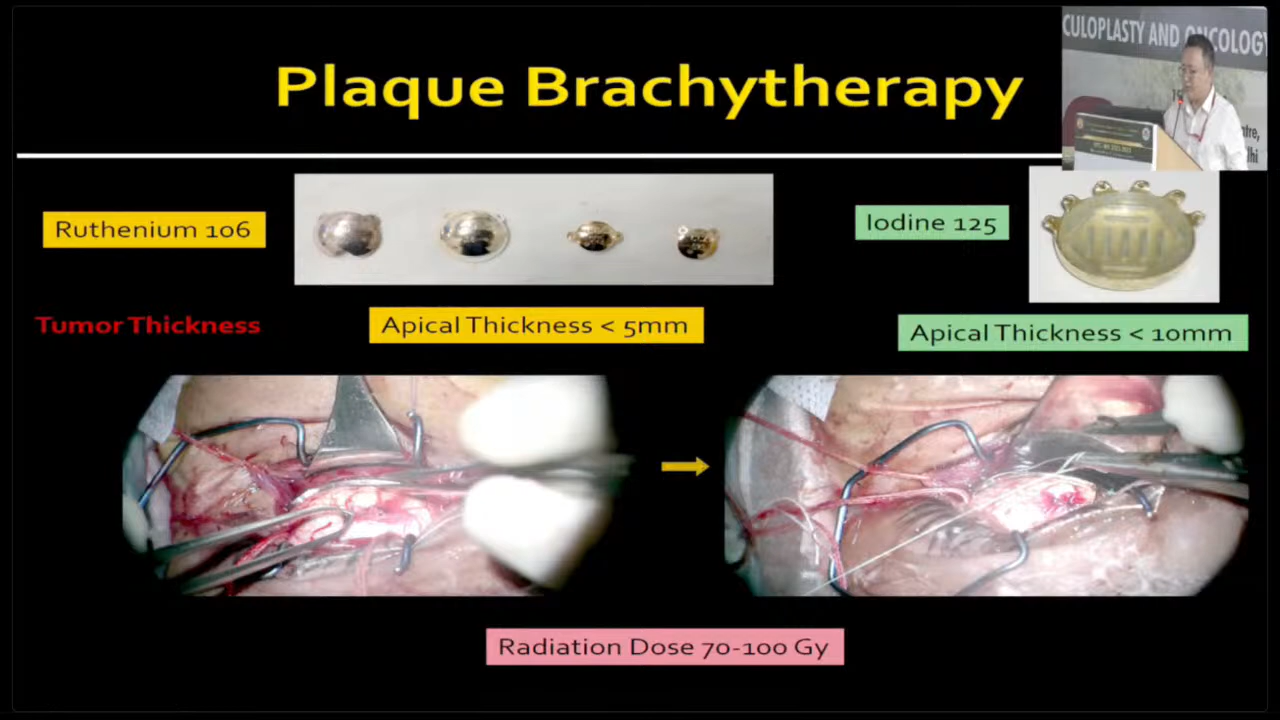 Plaque Brachytherapy
CULOPLASTY AND ONCOLOGY
Ruthenium 106
Iodine 125
Tumor Thickness
Apical Thickness < 5mm
Apical Thickness < 10mm
Radiation Dose 70-100 Gy